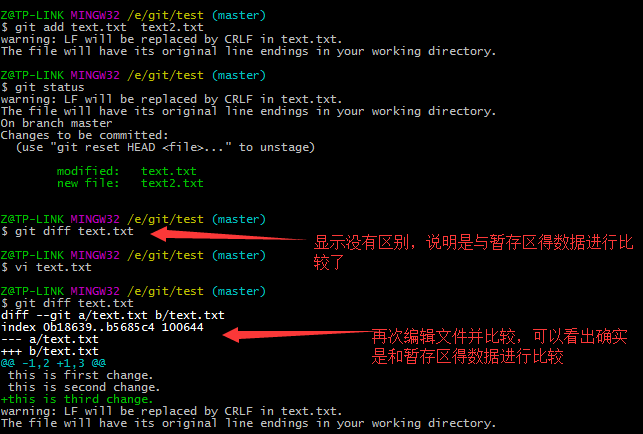 Z@TP-LINK MINGW32 /e/git/test (master)
$ git add text.txt  text2.txt
warning: LF will be replaced by CRLF in text.txt.
The file will have its original line endings in your working directory.
Z@TP-LINK MINGW32 /e/git/test (master)
$ git status
warning: LF will be replaced by CRLF in text.txt.
The file will have its original line endings in your working directory.
On branch master
Changes to be committed:
  (use "git reset HEAD <file>..." to unstage)
        modified:   text.txt
        new file:   text2.txt
Z@TP-LINK MINGW32 /e/git/test (master)
$ git diff text.txt
显示没有区别，说明是与暂存区得数据进行比
较了
Z@TP-LINK MINGW32 /e/git/test (master)
$ vi text.txt
Z@TP-LINK MINGW32 /e/git/test (master)
$ git diff text.txt
diff --git a/text.txt b/text.txt
index 0b18639..b5685c4 100644
--- a/text.txt
+++ b/text.txt
再次编辑文件并比较，可以看出确实
是和暂存区得数据进行比较
@@ -1,2 +1,3 @@
 this is first change.
 this is second change.
+this is third change.
warning: LF will be replaced by CRLF in text.txt.
The file will have its original line endings in your working directory.